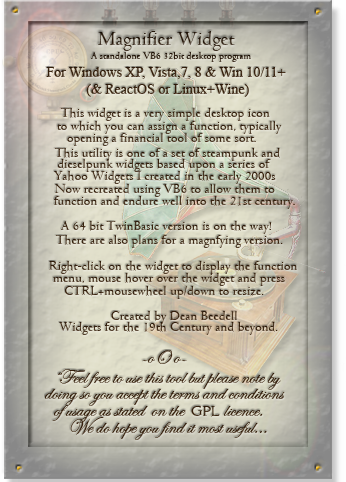 Magnifier Widget
A standalone VB6 32bit desktop program
For Windows XP, Vista,7, 8 & Win 10/11+
(& ReactOS or Linux+Wine)
This widget is a very simple desktop icon
to which you can assign a function, typically
opening a financial tool of some sort.
This utility is one of a set of steampunk and
dieselpunk widgets based upon a series of
Yahoo Widgets I created in the early 2000s
Now recreated using VB6 to allow them to
function and endure well into the 21st century.
A 64 bit TwinBasic version is on the way!
There are also plans for a magnfying version.
Right-click on the widget to display the function
menu, mouse hover over the widget and press
CTRL+mousewheel up/down to resize.
Created by Dean Beedell
Widgets for the 19th Century and beyond.
-o O o-
"Feel free to use this tool but please note by
doing so you accept the terms and conditions
of usage as stated on the GPL licence.
We do hope you find it most useful...